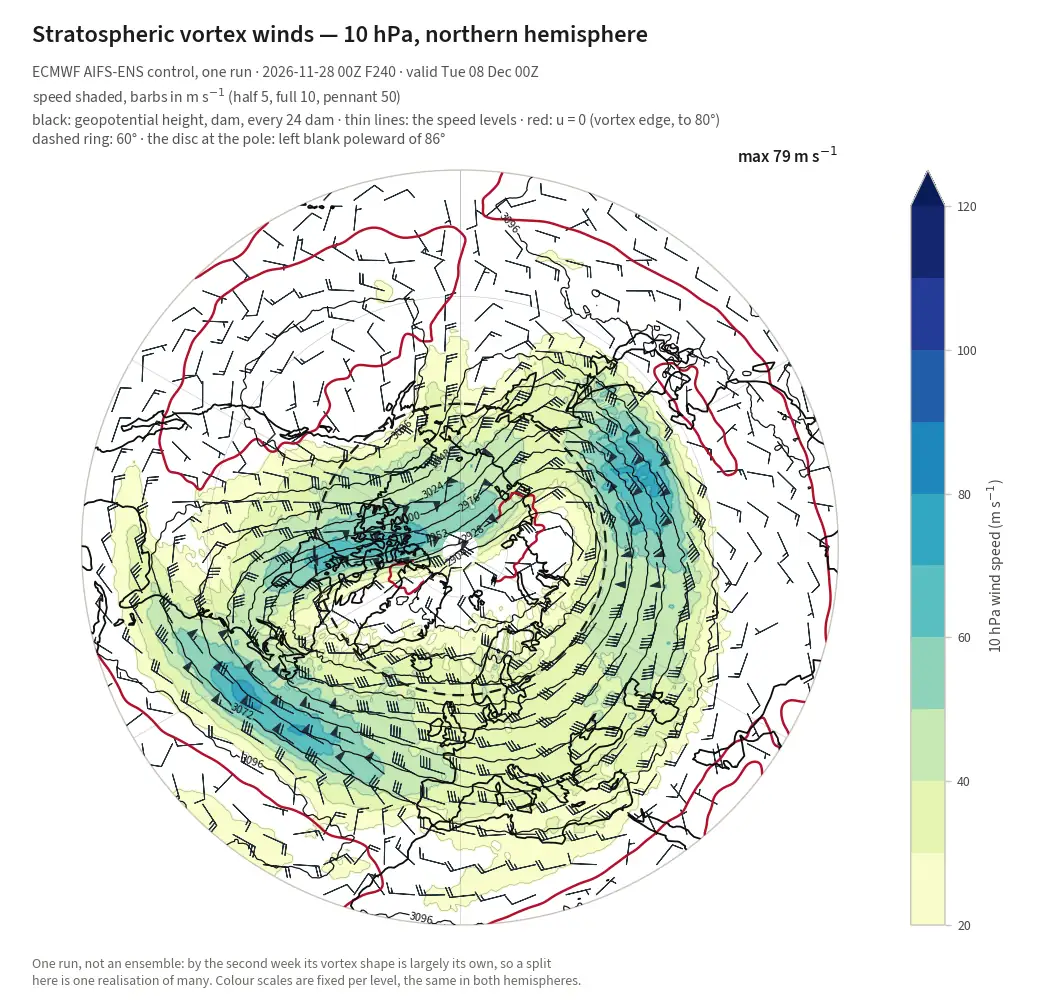 Stratospheric vortex winds — 10 hPa, northern hemisphere
ECMWF AIFS-ENS control, one run · 2026-11-28 00Z F240 · valid Tue 08 Dec 00Z
speed shaded, barbs in m s⁻¹ (half 5, full 10, pennant 50)
black: geopotential height, dam, every 24 dam · thin lines: the speed levels · red: u = 0 (vortex edge, to 80°)
dashed ring: 60° · the disc at the pole: left blank poleward of 86°
max 79 m s⁻¹
120
100
80
60
40
20
10 hPa wind speed (m s⁻¹)
3096
3024
2976
3072
3096
3096
One run, not an ensemble: by the second week its vortex shape is largely its own, so a split
here is one realisation of many. Colour scales are fixed per level, the same in both hemispheres.